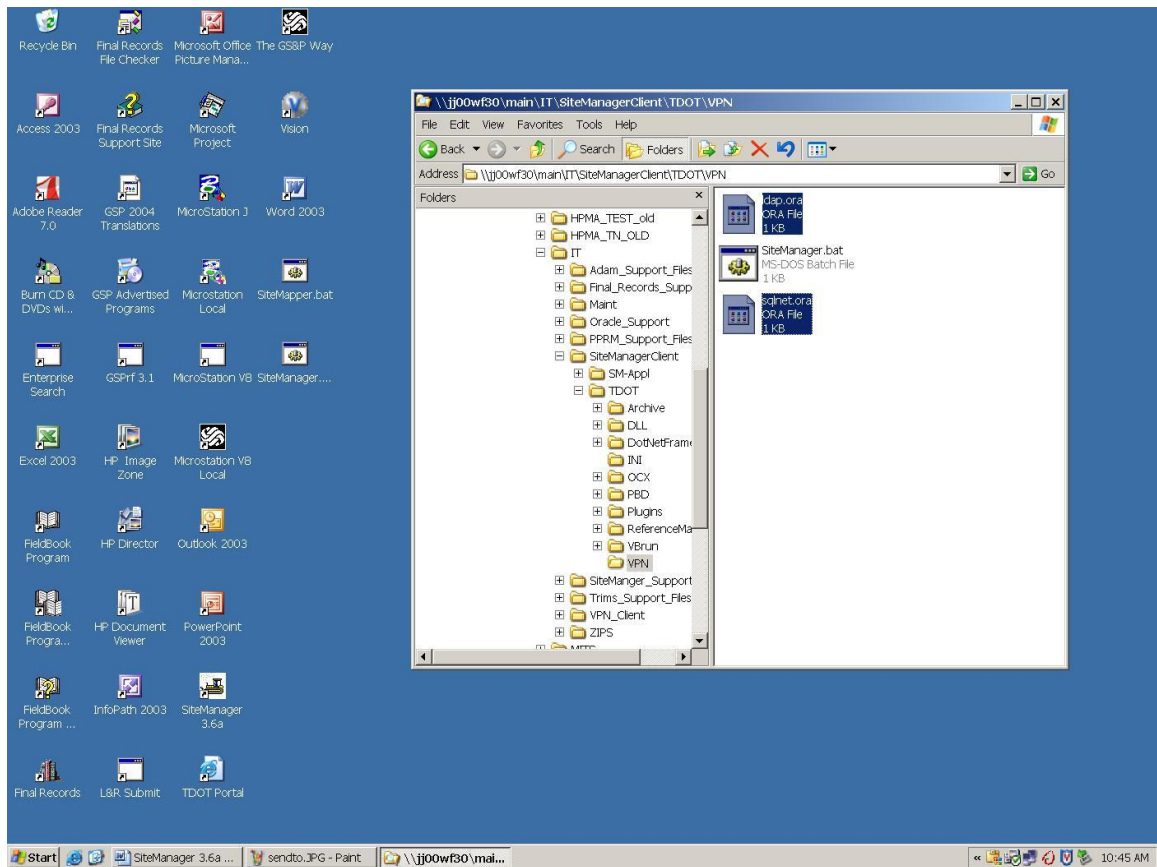 Recycle Bin
Final Records
File Checker
Microsoft Office
Picture Mana...
The GS&P Way
Access 2003
Final Records
Support Site
Microsoft
Project
Vision
Adobe Reader
7.0
GSP 2004
Translations
MicroStation J
Word 2003
Burn CD &
DVDs wi...
GSP Advertised
Programs
Microstation
Local
SiteMapper.bat
Enterprise
Search
GSPrf 3.1
MicroStation V8
SiteManager....
Excel 2003
HP Image
Zone
Microstation V8
Local
FieldBook
Program
HP Director
Outlook 2003
FieldBook
Progra...
HP Document
Viewer
PowerPoint
2003
FieldBook
Program ...
InfoPath 2003
SiteManager
3.6a
Final Records
L&R Submit
TDOT Portal
\\jj00wf30\main\IT\SiteManagerClient\TDOT\VPN
File Edit View Favorites Tools Help
Back Search Folders
Address \\jj00wf30\main\IT\SiteManagerClient\TDOT\VPN Go
Folders
HPMA_TEST_old
HPMA_TN_OLD
IT
Adam_Support_Files
Final_Records_Supp
Maint
Oracle_Support
PPRM_Support_Files
SiteManagerClient
SM-Appl
TDOT
Archive
DLL
DotNetFrame
INI
OCX
PBD
Plugins
ReferenceMa
VBrun
VPN
SiteManger_Support
Trims_Support_Files
VPN_Client
ZIPS
ldap.ora
ORA File
1 KB
SiteManager.bat
MS-DOS Batch File
1 KB
sqlnet.ora
ORA File
1 KB
Start
SiteManager 3.6a ...
sendto.JPG - Paint
\\jj00wf30\mai...
10:45 AM